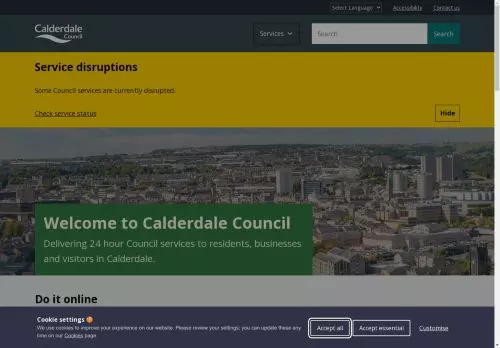 Select Language
Accessibility
Contact us
Calderdale
Council
Services
Search
Search
Service disruptions
Some Council services are currently disrupted.
Check service status
Hide
Welcome to Calderdale Council
Delivering 24 hour Council services to residents, businesses
and visitors in Calderdale.
Do it online
Cookie settings 🍪
We use cookies to improve your experience on our website. Please review your settings; you can update these any
time on our Cookies page.
Accept all
Accept essential
Customise